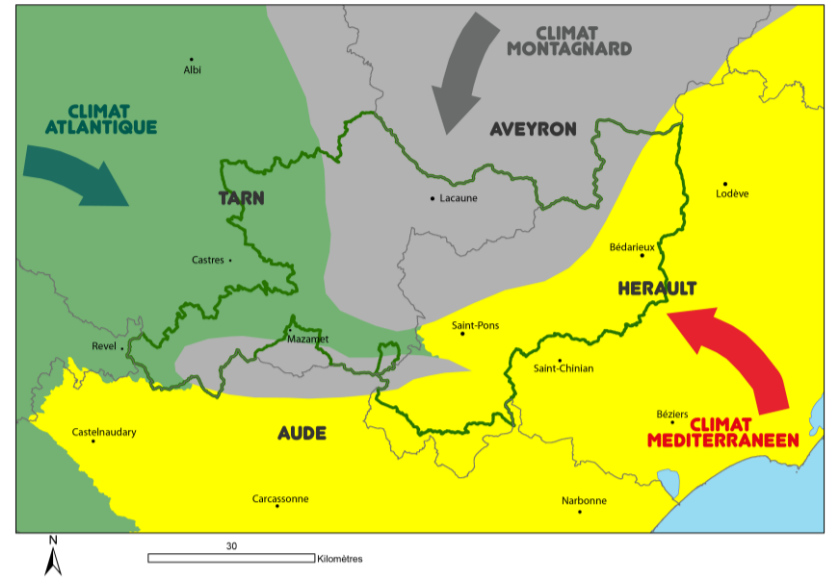 CLIMAT
MONTAGNARD
Albi
CLIMAT
ATLANTIQUE
AVEYRON
TARN
Lacaune
Lodève
Castres
Bédarieux
HERAULT
Saint-Pons
Revel
Mazamet
Saint-Chinian
Castelnaudary
AUDE
Béziers
CLIMAT
MEDITERRANEEN
Carcassonne
Narbonne
N
30
Kilomètres